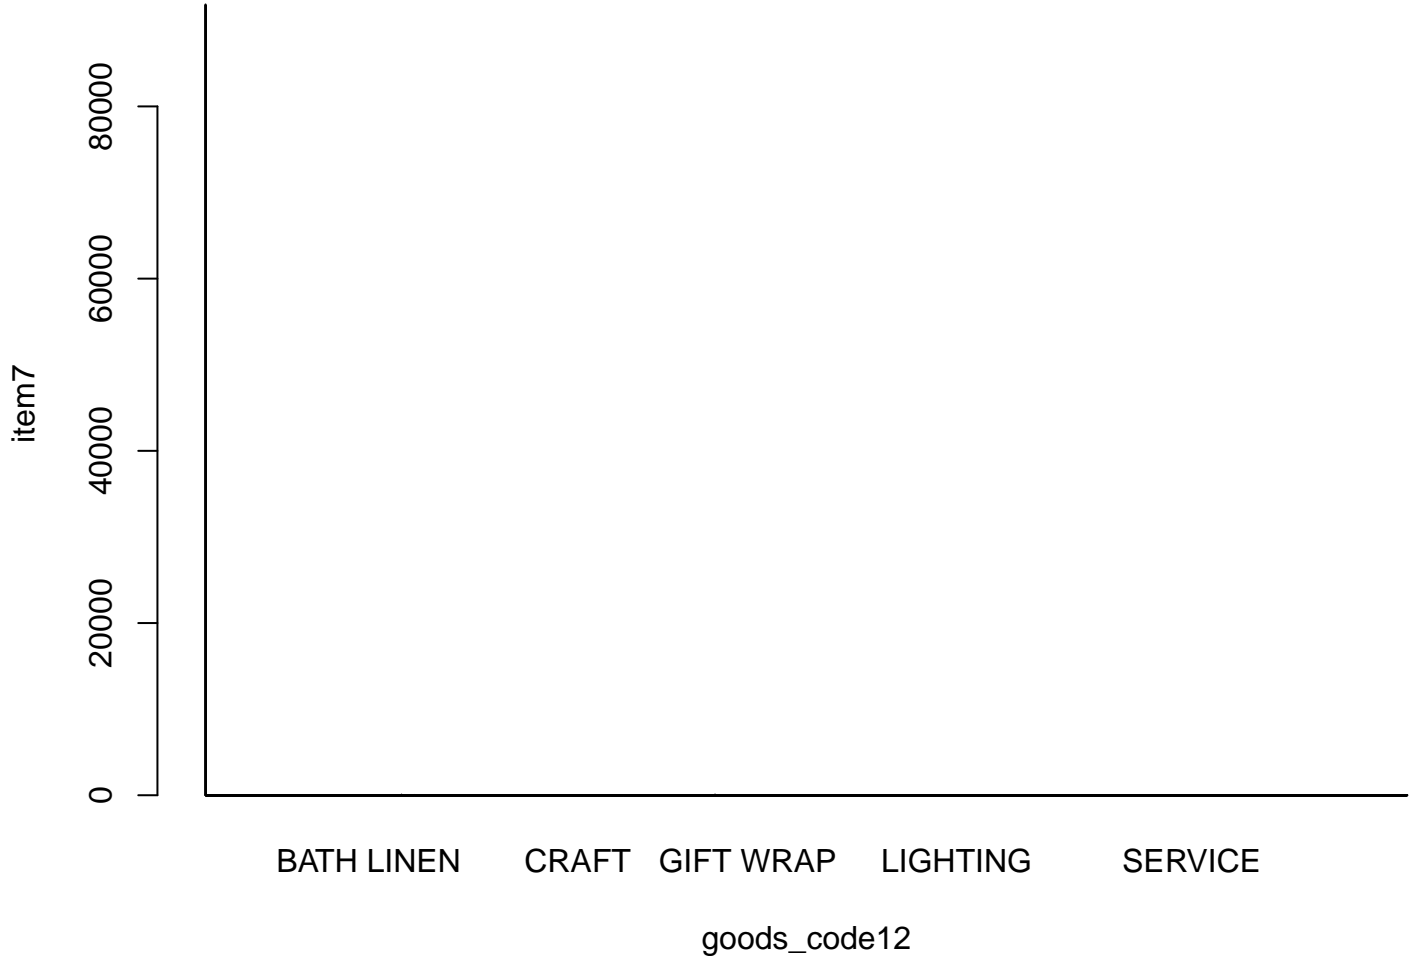 80000
60000
40000
20000
0
item7
BATH LINEN CRAFT GIFT WRAP LIGHTING SERVICE
goods_code12